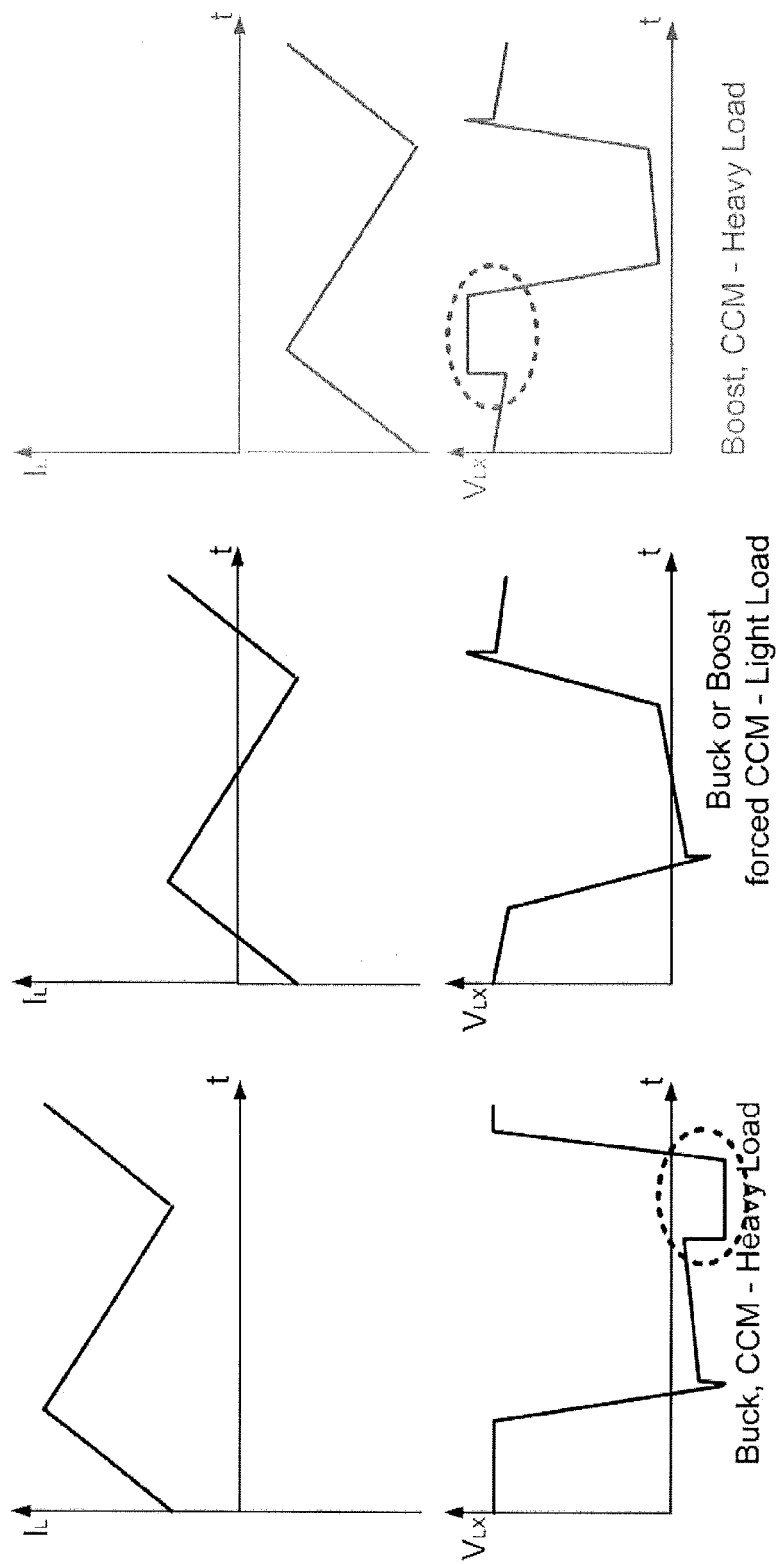 I_L
t
V_LX
t
Buck, CCM - Heavy Load
I_L
t
V_LX
t
Buck or Boost
forced CCM - Light Load
I_L
t
V_LX
t
Boost, CCM - Heavy Load